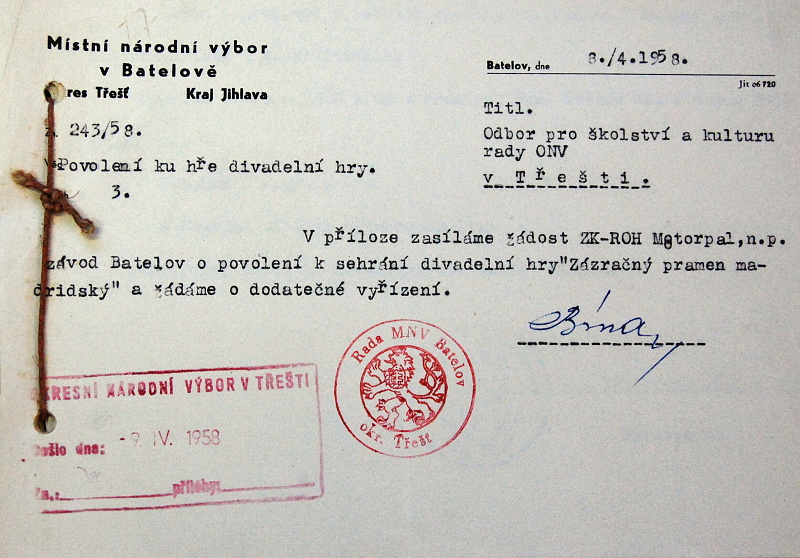 Místní národní výbor
v Batelově
res Třešť Kraj Jihlava
Batelov, dne 8./4.1958.
Jit 06 720
243/58.
Povolení ku hře divadelní hry.
3.
Titl.
Odbor pro školství a kulturu
rady ONV
v Třešti.
V příloze zasíláme žádost ZK-ROH Motorpal,n.p.
závod Batelov o povolení k sehrání divadelní hry"Zázračný pramen ma-
dridský" a žádáme o dodatečné vyřízení.
Rada MNV Batelov
okr. Třešť
KRESNÍ NÁRODNÍ VÝBOR V TŘEŠTI
Došlo dne: -9. IV. 1958
Čís.: přílohy: